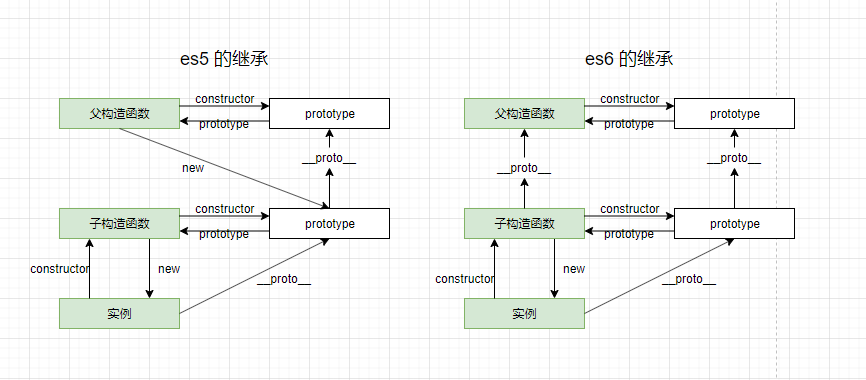 es5 的继承
es6 的继承
父构造函数
constructor
prototype
prototype
__proto__
new
子构造函数
constructor
prototype
prototype
constructor
new
__proto__
实例
父构造函数
constructor
prototype
prototype
__proto__
__proto__
子构造函数
constructor
prototype
prototype
constructor
new
__proto__
实例